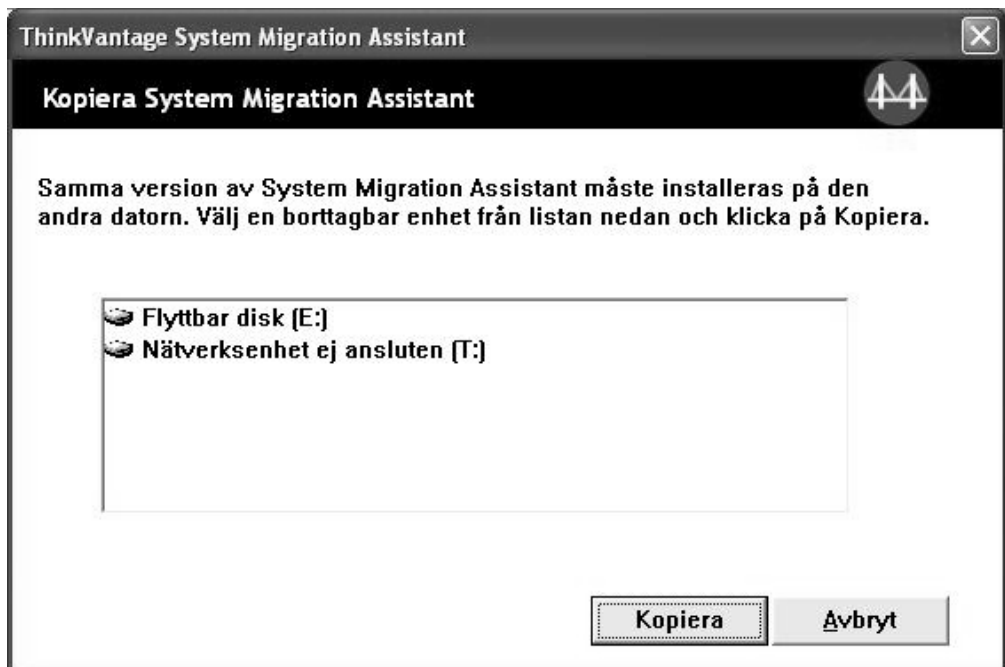 ThinkVantage System Migration Assistant
Kopiera System Migration Assistant
Samma version av System Migration Assistant måste installeras på den
andra datorn. Välj en borttagbar enhet från listan nedan och klicka på Kopiera.
Flyttbar disk (E:)
Nätverksenhet ej ansluten (T:)
Kopiera
Avbryt